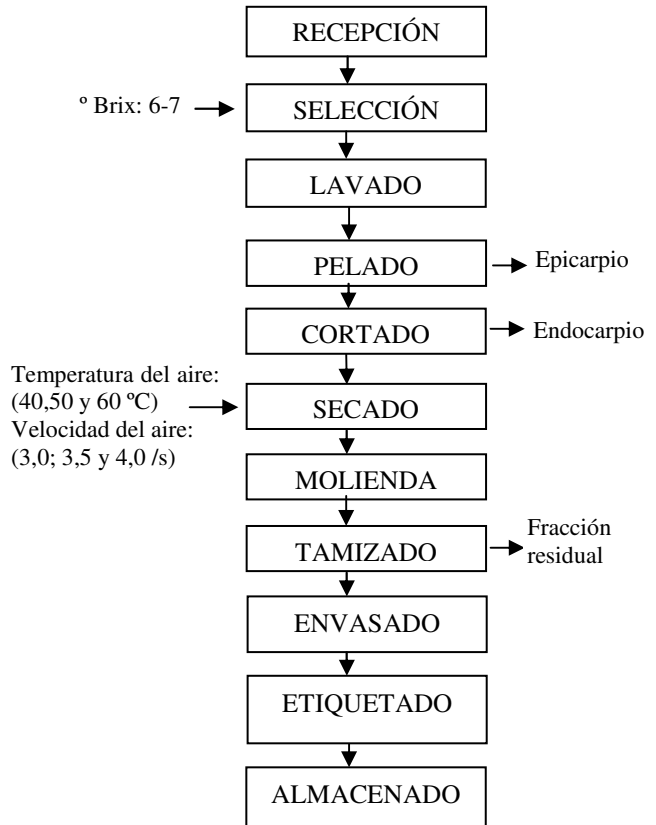 RECEPCIÓN
º Brix: 6-7
SELECCIÓN
LAVADO
PELADO
Epicarpio
CORTADO
Endocarpio
Temperatura del aire:
(40,50 y 60 ºC)
Velocidad del aire:
(3,0; 3,5 y 4,0 /s)
SECADO
MOLIENDA
TAMIZADO
Fracción
residual
ENVASADO
ETIQUETADO
ALMACENADO